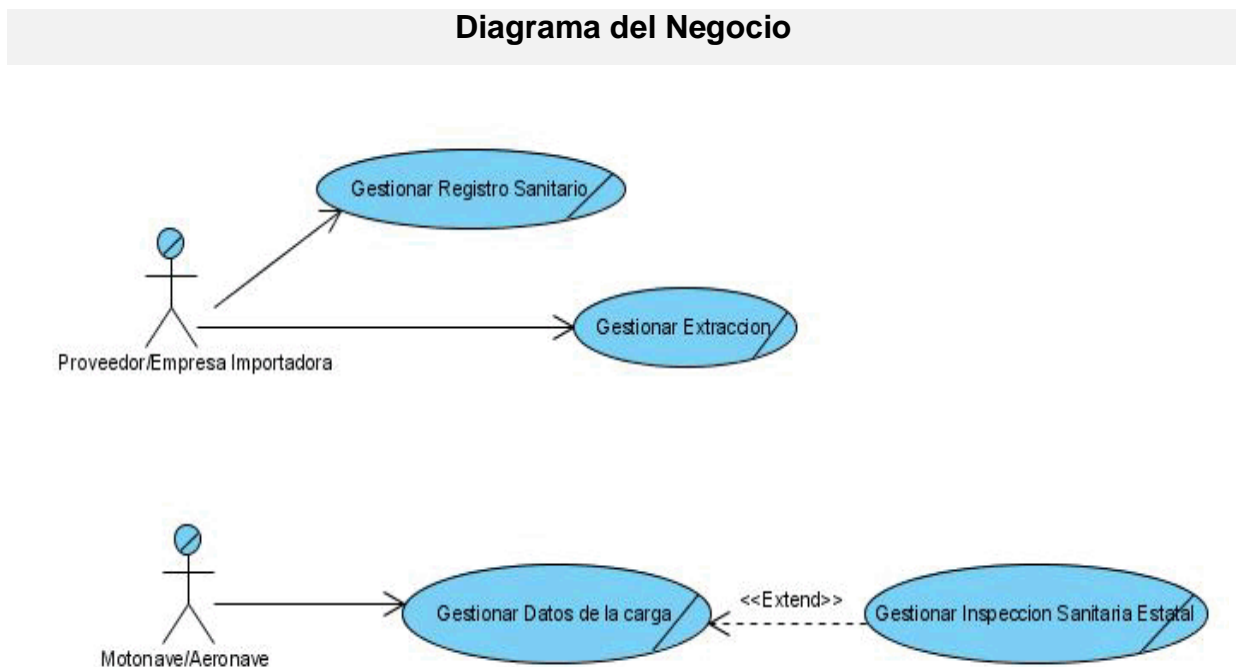 Diagrama del Negocio
Gestionar Registro Sanitario
Gestionar Extraccion
Proveedor/Empresa Importadora
<<Extend>>
Gestionar Datos de la carga
Gestionar Inspeccion Sanitaria Estatal
Motonave/Aeronave